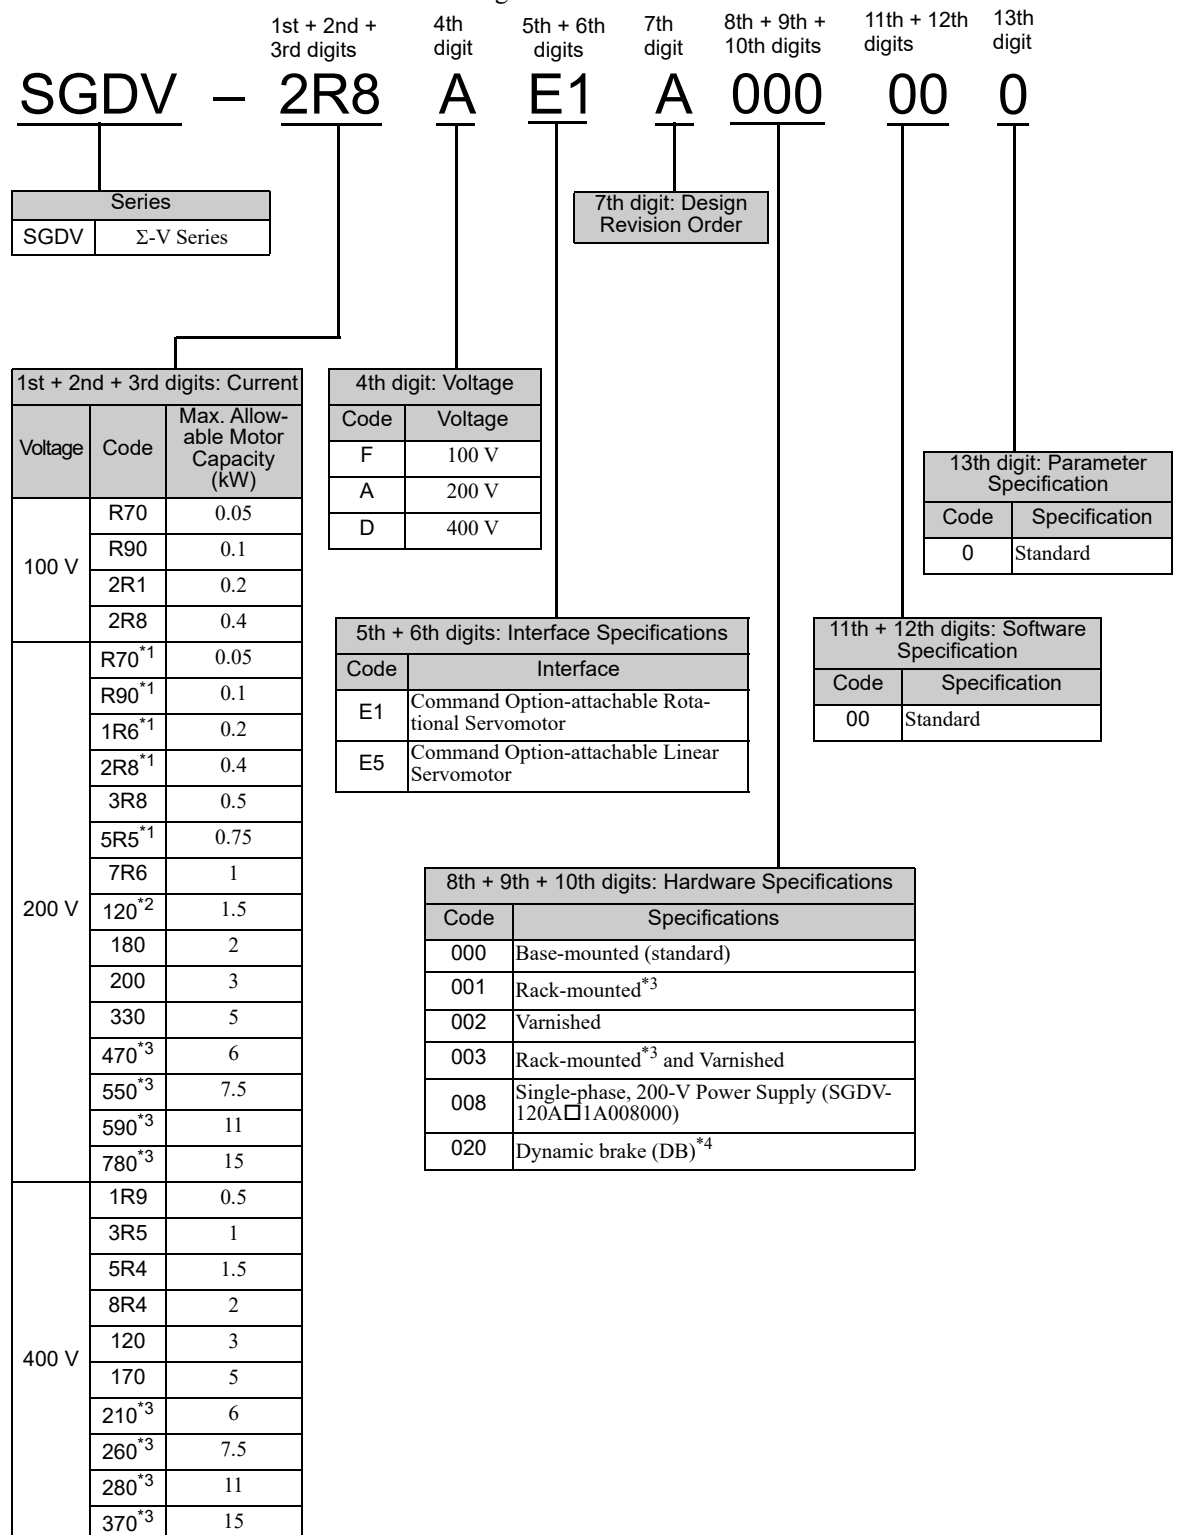 1st + 2nd +
3rd digits
4th
digit
5th + 6th
digits
7th
digit
8th + 9th +
10th digits
11th + 12th
digits
13th
digit
SGDV – 2R8 A E1 A 000 00 0
Series
SGDV Σ-V Series
7th digit: Design
Revision Order
1st + 2nd + 3rd digits: Current
Voltage Code Max. Allow-
able Motor
Capacity
(kW)
100 V
R70 0.05
R90 0.1
2R1 0.2
2R8 0.4
200 V
R70*1 0.05
R90*1 0.1
1R6*1 0.2
2R8*1 0.4
3R8 0.5
5R5*1 0.75
7R6 1
120*2 1.5
180 2
200 3
330 5
470*3 6
550*3 7.5
590*3 11
780*3 15
400 V
1R9 0.5
3R5 1
5R4 1.5
8R4 2
120 3
170 5
210*3 6
260*3 7.5
280*3 11
370*3 15
4th digit: Voltage
Code Voltage
F 100 V
A 200 V
D 400 V
13th digit: Parameter
Specification
Code Specification
0 Standard
5th + 6th digits: Interface Specifications
Code Interface
E1 Command Option-attachable Rota-
tional Servomotor
E5 Command Option-attachable Linear
Servomotor
11th + 12th digits: Software
Specification
Code Specification
00 Standard
8th + 9th + 10th digits: Hardware Specifications
Code Specifications
000 Base-mounted (standard)
001 Rack-mounted*3
002 Varnished
003 Rack-mounted*3 and Varnished
008 Single-phase, 200-V Power Supply (SGDV-
120A□1A008000)
020 Dynamic brake (DB)*4